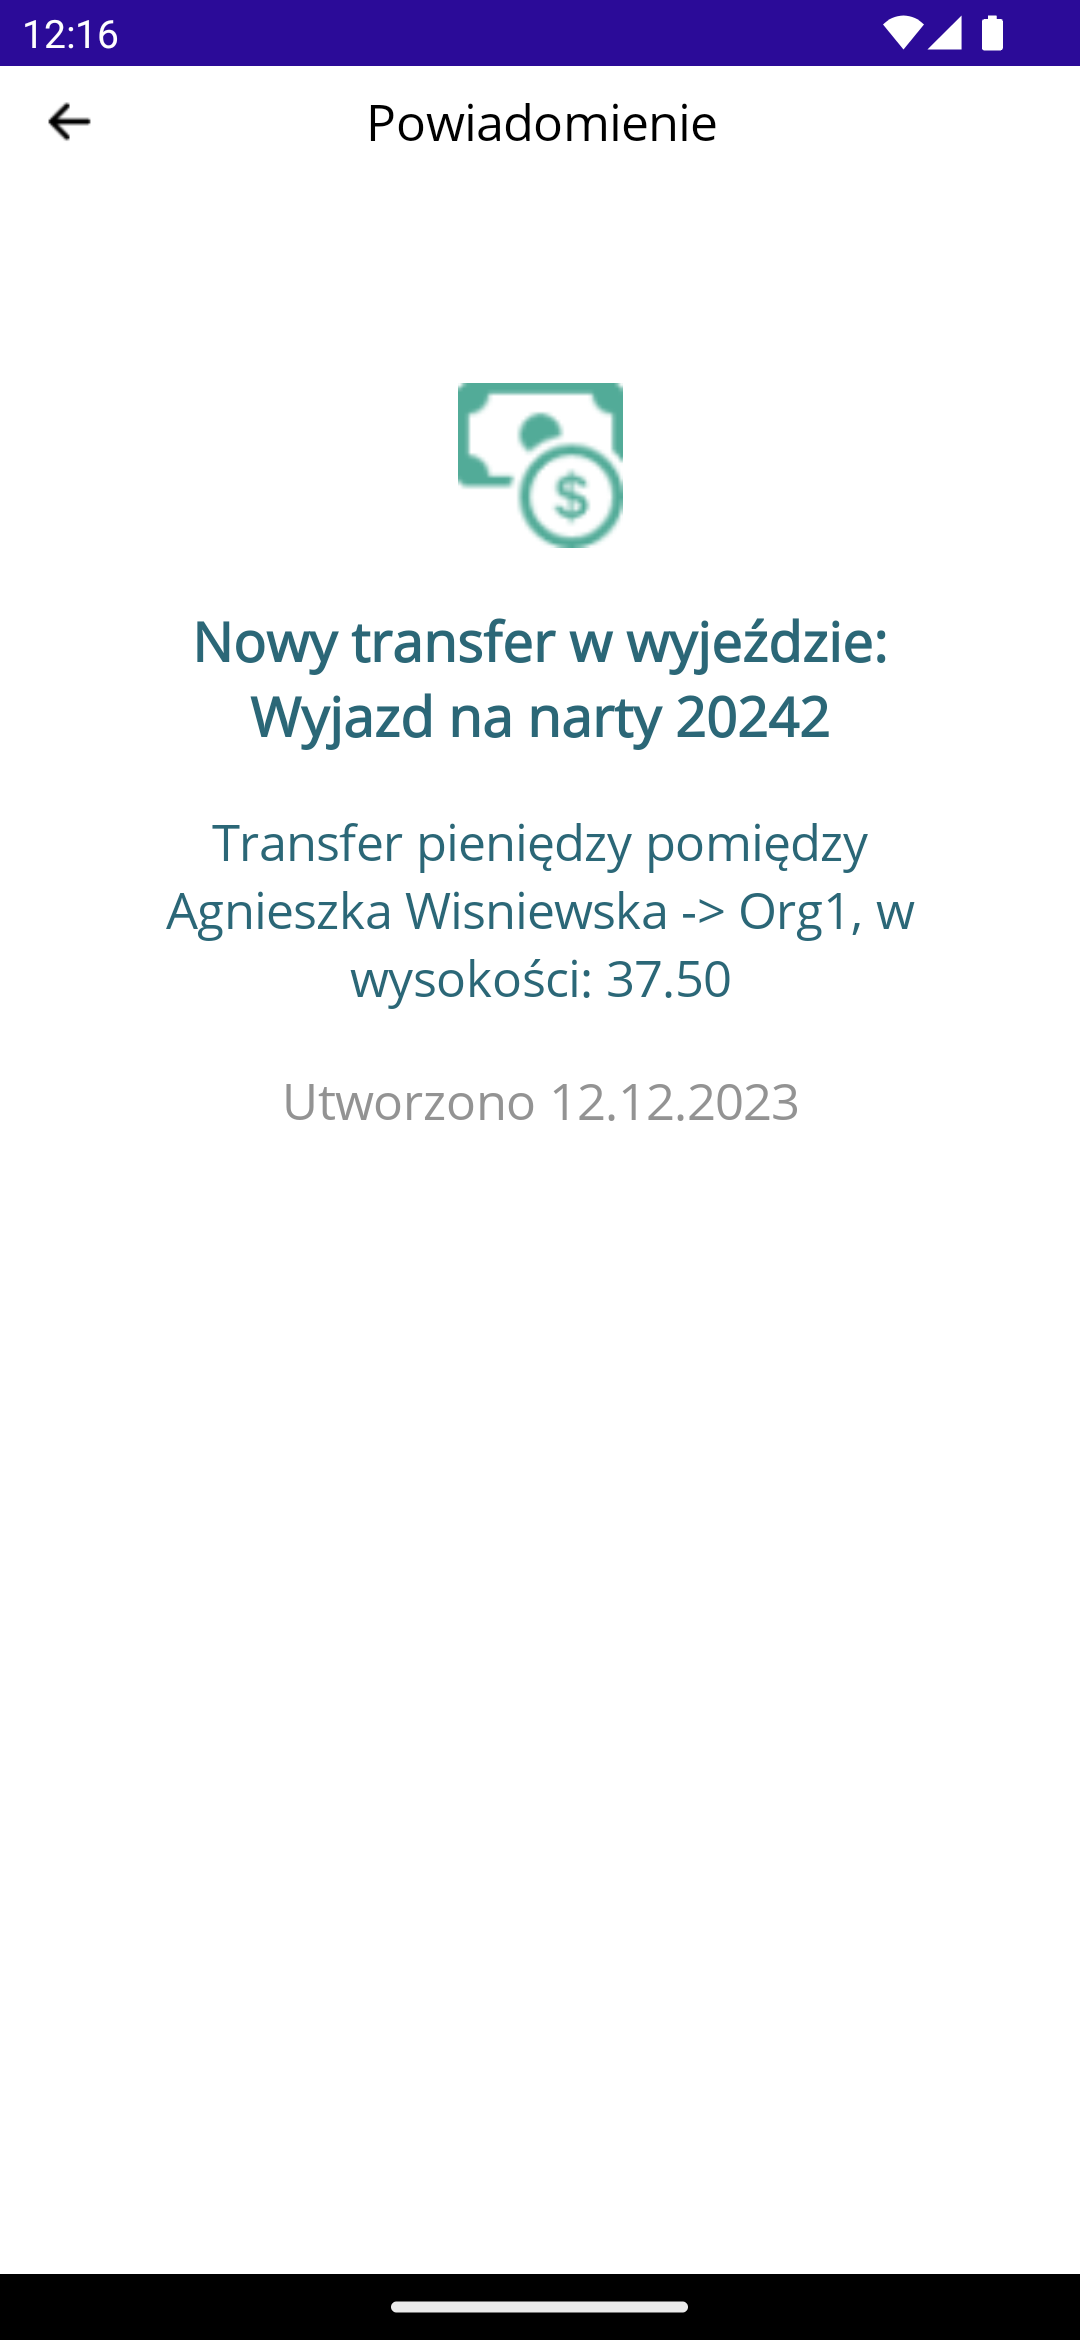 12:16
Powiadomienie
$
Nowy transfer w wyjeździe:
Wyjazd na narty 20242
Transfer pieniędzy pomiędzy
Agnieszka Wisniewska -> Org1, w
wysokości: 37.50
Utworzono 12.12.2023